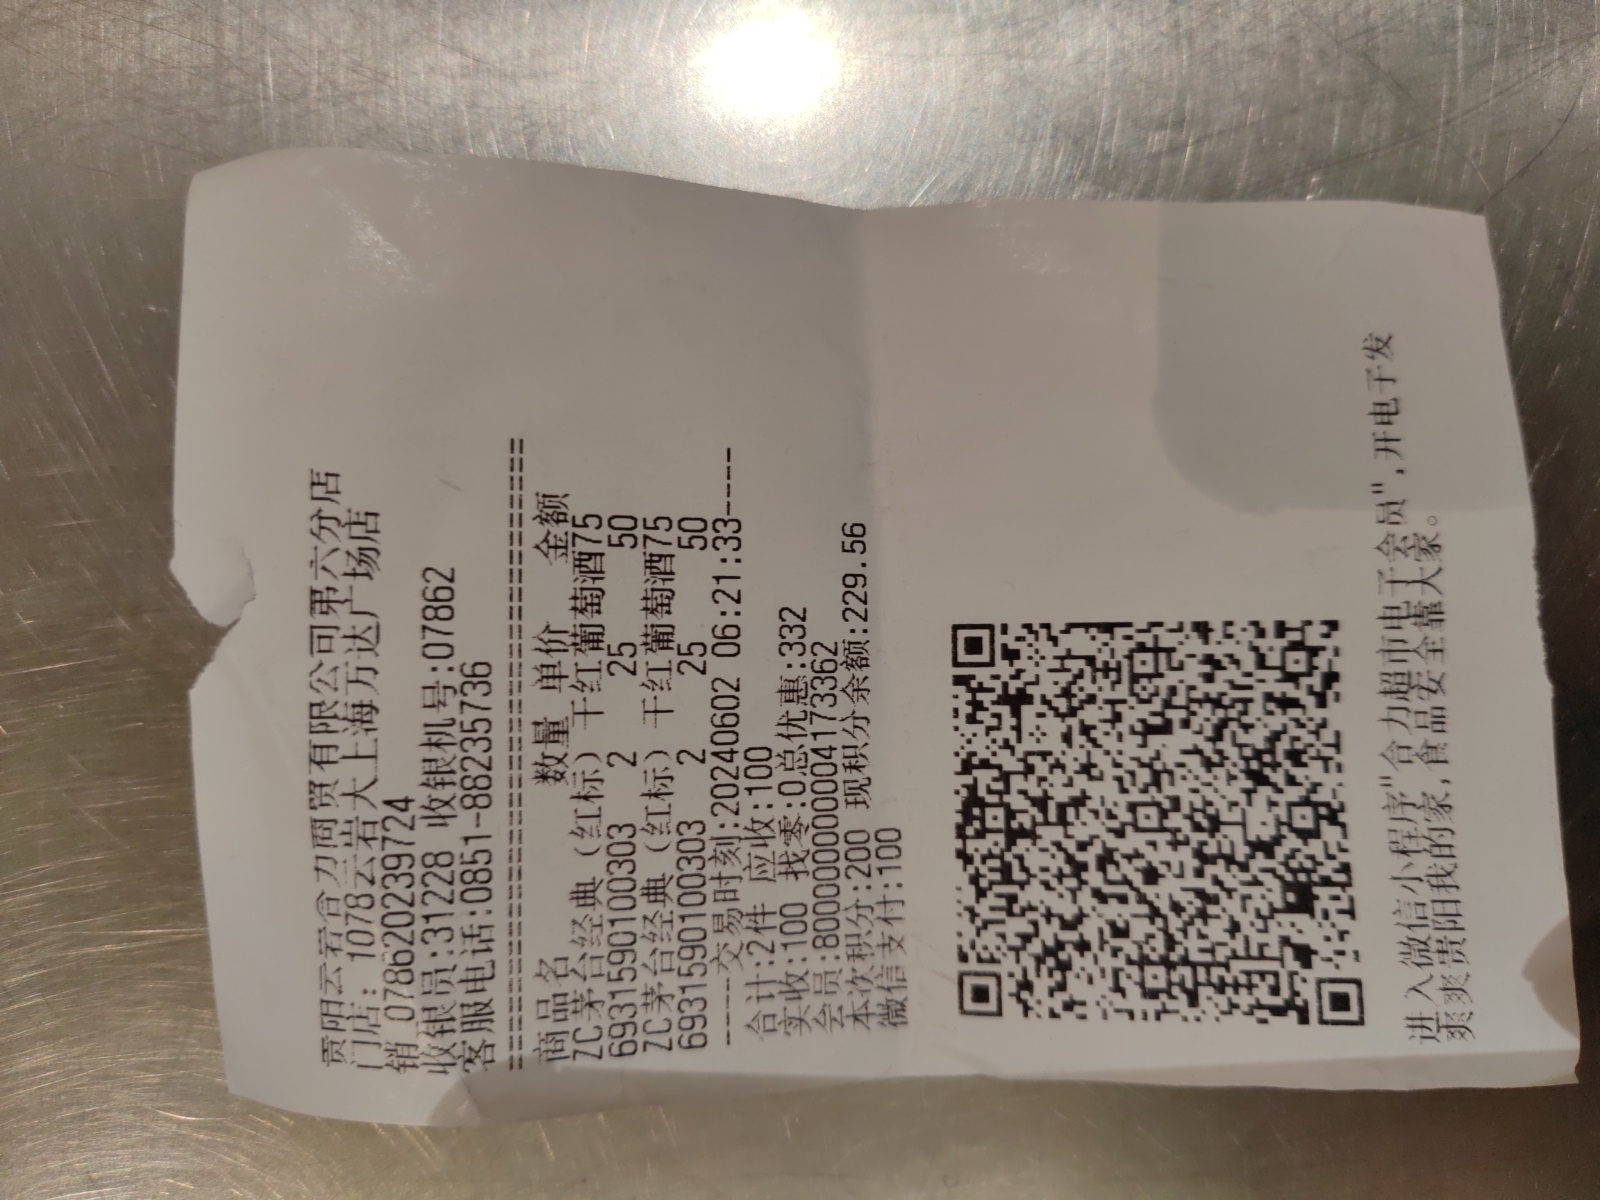 贵阳云岩合力商贸有限公司第六分店
门店: 1078云岩大上海万达广场店
销 0786202239724
收银员:31228 收银机号:07862
客服电话:0851-88235736
================================
商品名 数量 单价 金额
ZC茅台经典（红标）干红葡萄酒75
6931590100303 2 25 50
ZC茅台经典（红标）干红葡萄酒75
6931590100303 2 25 50
-----交易时刻:20240602 06:21:33----
合计:2件 应收:100
实收:100 找零:0总优惠:332
会员:8000000000004173362
本次积分:200 现积分余额:229.56
微信支付:100
进入微信小程序"合力超市电子会员",开电子发
爽爽贵阳我的家,食品安全靠大家。